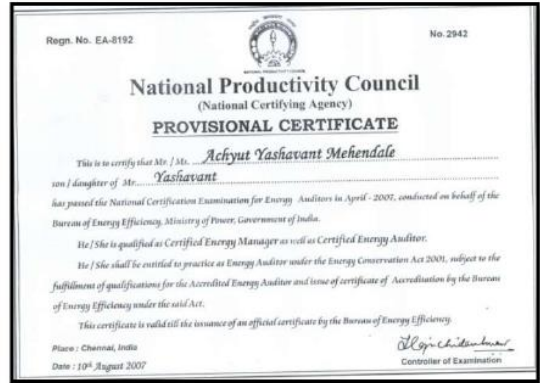 Regn. No. EA-8192
No. 2942
NATIONAL PRODUCTIVITY COUNCIL
National Productivity Council
(National Certifying Agency)
PROVISIONAL CERTIFICATE
This is to certify that Mr. / Ms. Achyut Yashavant Mehendale
son / daughter of Mr. Yashavant
has passed the National Certification Examination for Energy Auditors in April - 2007, conducted on behalf of the
Bureau of Energy Efficiency, Ministry of Power, Government of India.
He / She is qualified as Certified Energy Manager as well as Certified Energy Auditor.
He / She shall be entitled to practice as Energy Auditor under the Energy Conservation Act 2001, subject to the
fulfillment of qualifications for the Accredited Energy Auditor and issue of certificate of Accreditation by the Bureau
of Energy Efficiency under the said Act.
This certificate is valid till the issuance of an official certificate by the Bureau of Energy Efficiency.
Place : Chennai, India
Date : 10th August 2007
Controller of Examination